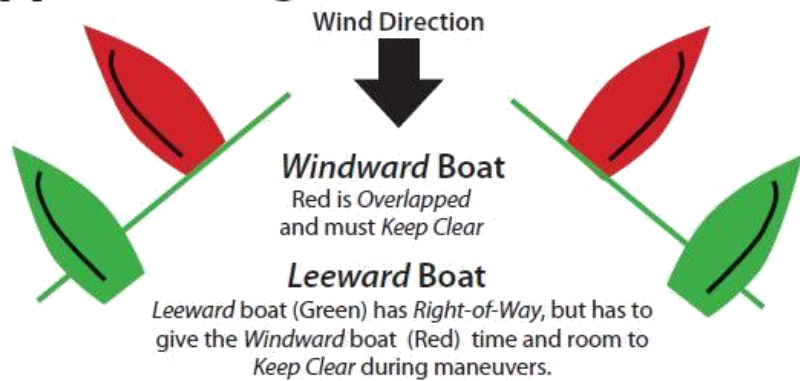 Wind Direction
Windward Boat
Red is Overlapped
and must Keep Clear
Leeward Boat
Leeward boat (Green) has Right-of-Way, but has to
give the Windward boat (Red) time and room to
Keep Clear during maneuvers.